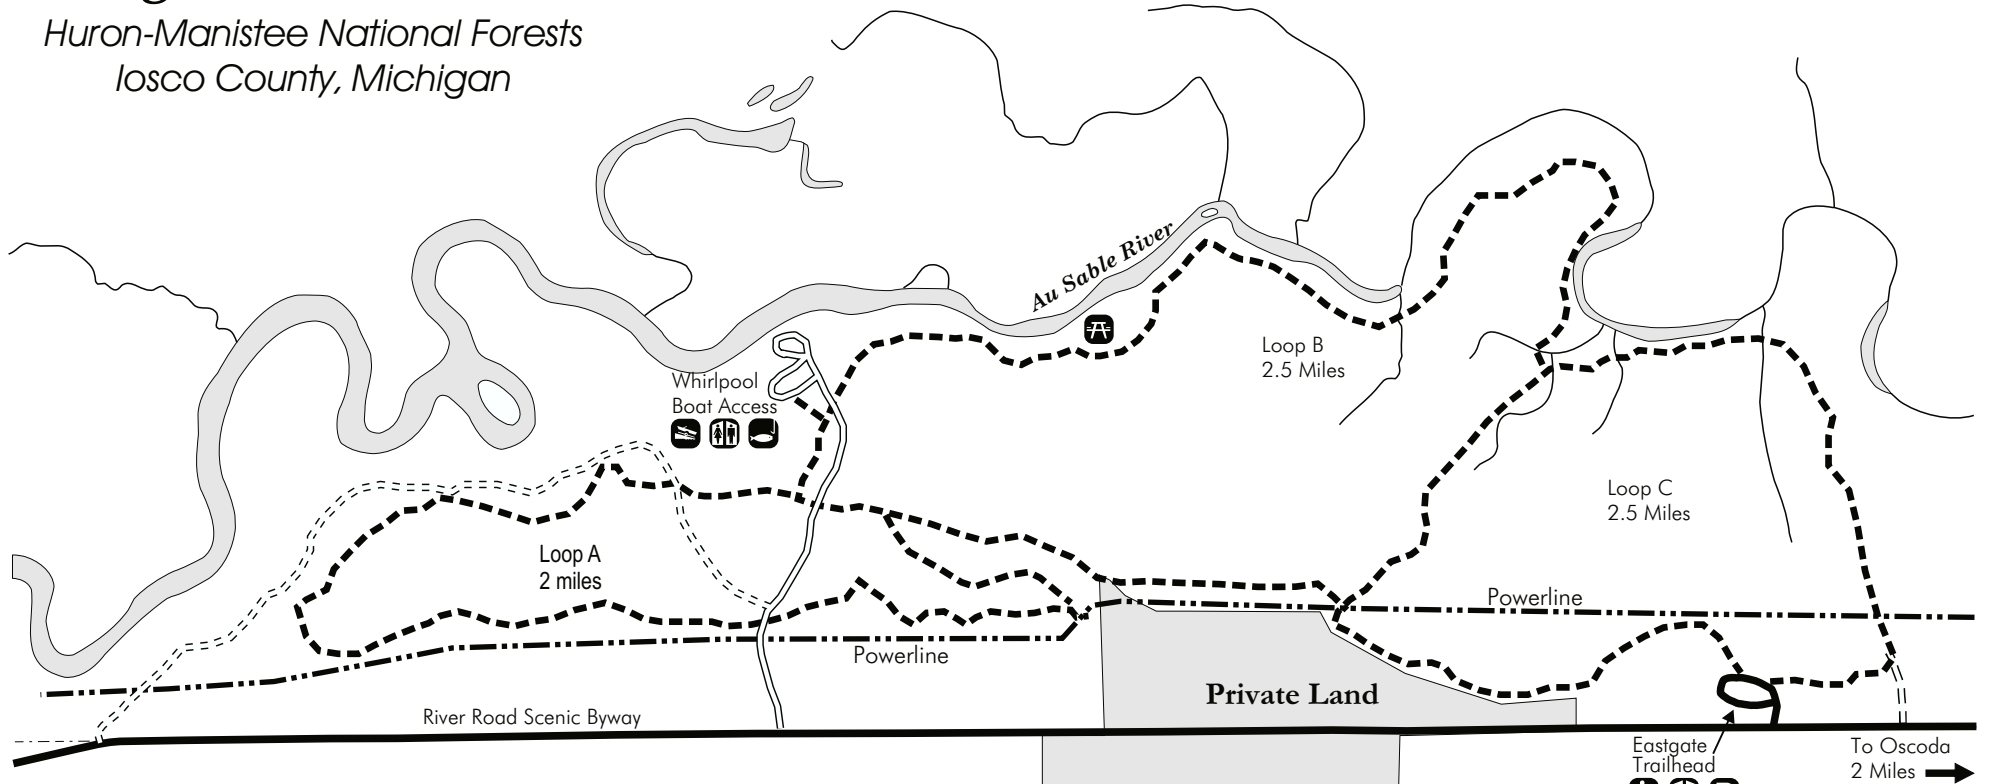 Huron-Manistee National Forests
Iosco County, Michigan
Au Sable River
Whirlpool
Boat Access
Loop B
2.5 Miles
Loop C
2.5 Miles
Loop A
2 miles
Powerline
Powerline
Private Land
River Road Scenic Byway
Eastgate
Trailhead
To Oscoda
2 Miles